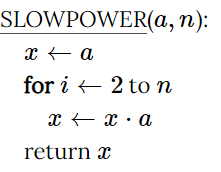 SLOWPOWER(a, n):
x ← a
for i ← 2 to n
x ← x · a
return x